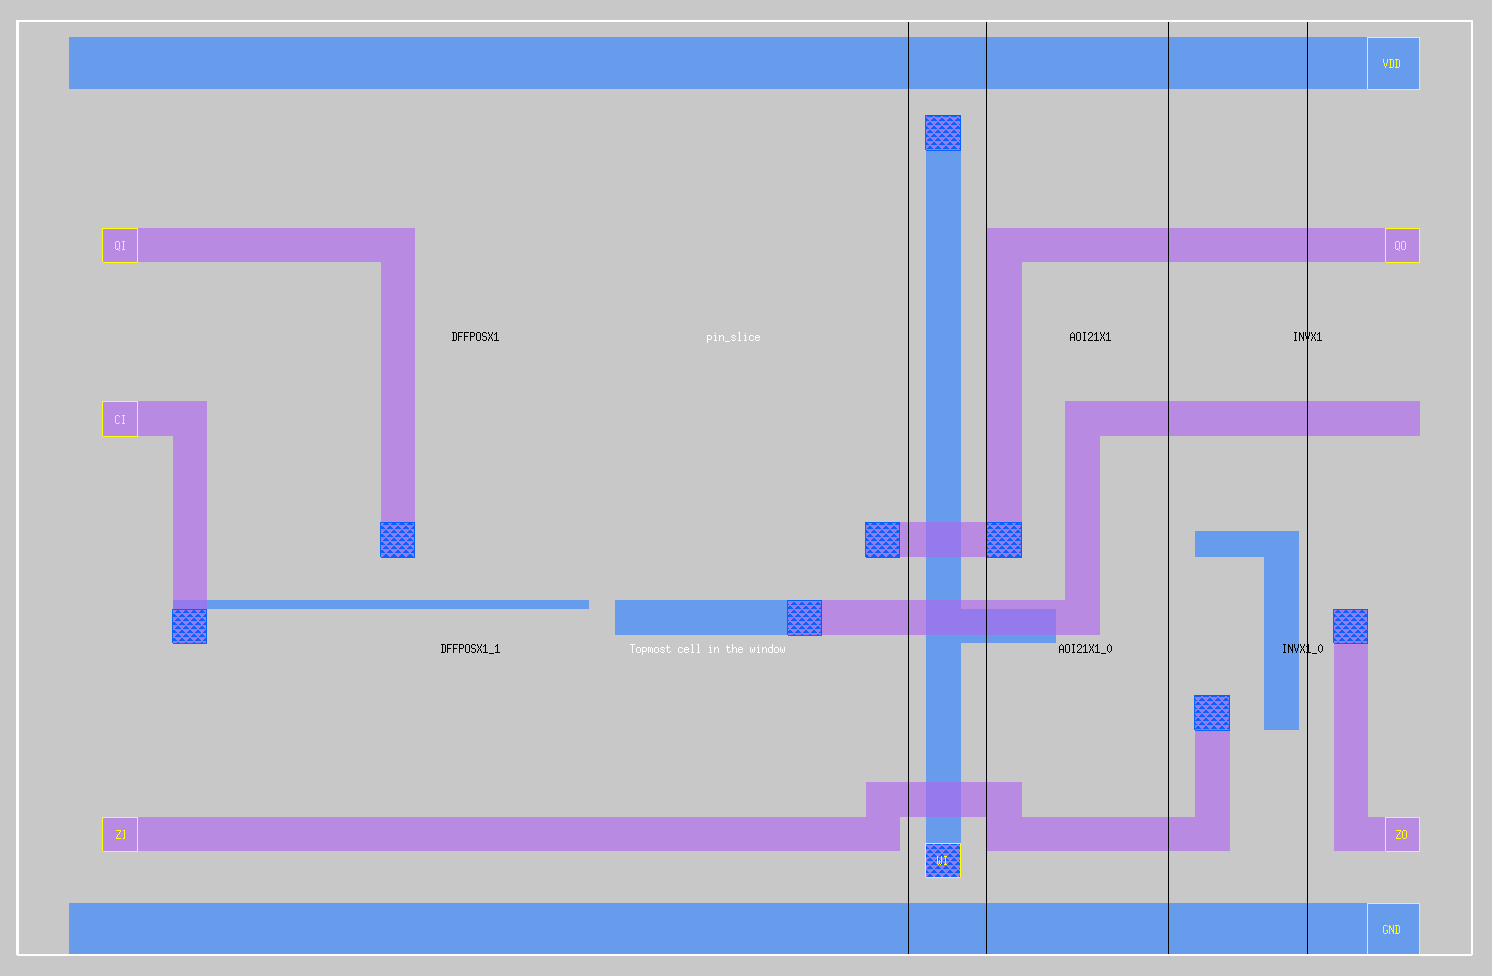 VDD
QI
QO
DFFPOSX1
pin_slice
AOI21X1
INVX1
CI
DFFPOSX1_1
Topmost cell in the window
AOI21X1_0
INVX1_0
ZI
ZO
WI
GND